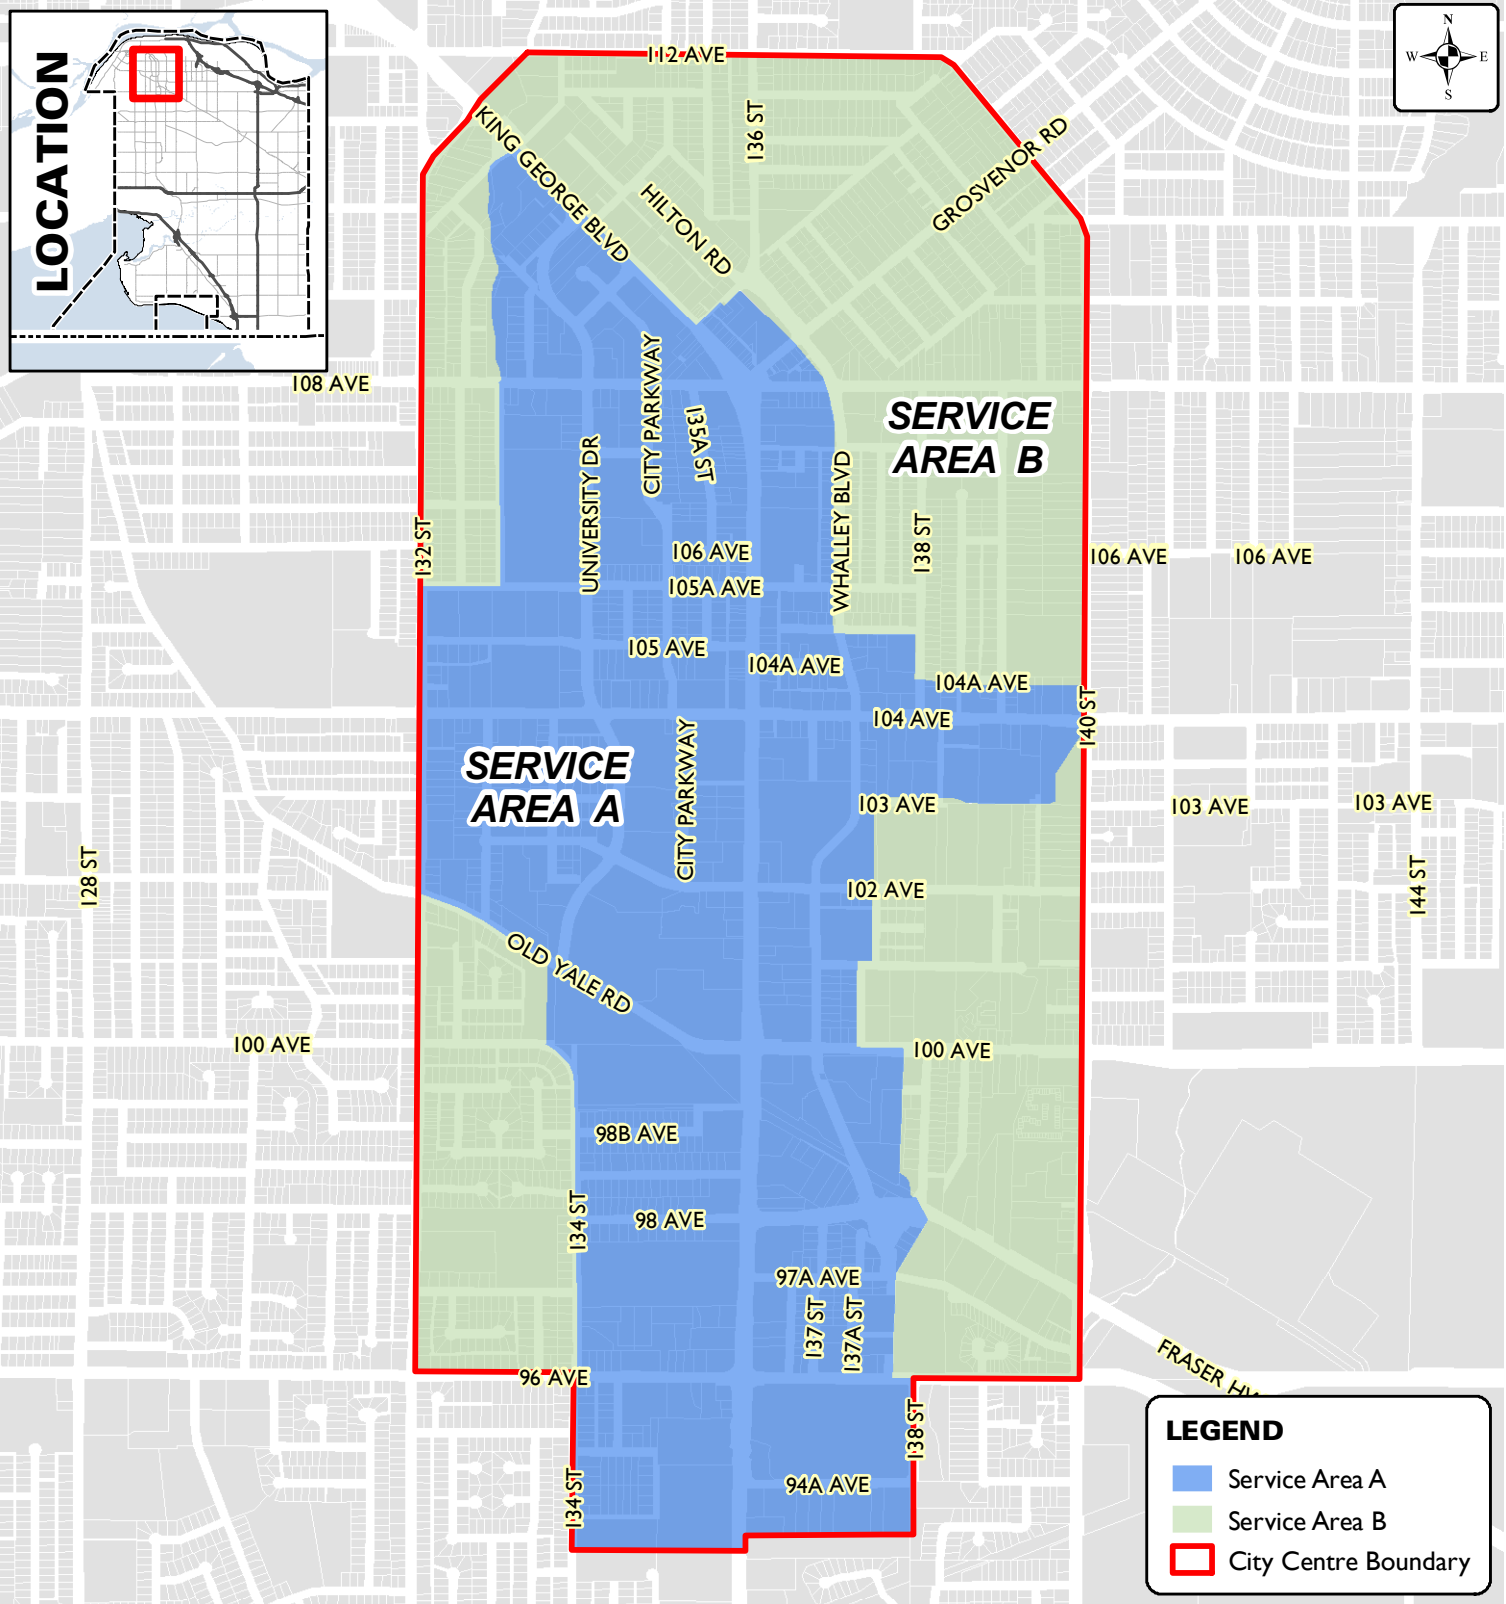 LOCATION
N
W
E
S
112 AVE
136 ST
KING GEORGE BLVD
HILTON RD
GROSVENOR RD
108 AVE
CITY PARKWAY
135A ST
SERVICE
AREA B
UNIVERSITY DR
WHALLEY BLVD
132 ST
138 ST
106 AVE
106 AVE
106 AVE
105A AVE
105 AVE
104A AVE
104A AVE
140 ST
104 AVE
SERVICE
AREA A
CITY PARKWAY
103 AVE
103 AVE
103 AVE
128 ST
102 AVE
144 ST
OLD YALE RD
100 AVE
100 AVE
98B AVE
134 ST
98 AVE
97A AVE
137 ST
137A ST
96 AVE
FRASER HW
138 ST
94A AVE
134 ST
LEGEND
Service Area A
Service Area B
City Centre Boundary